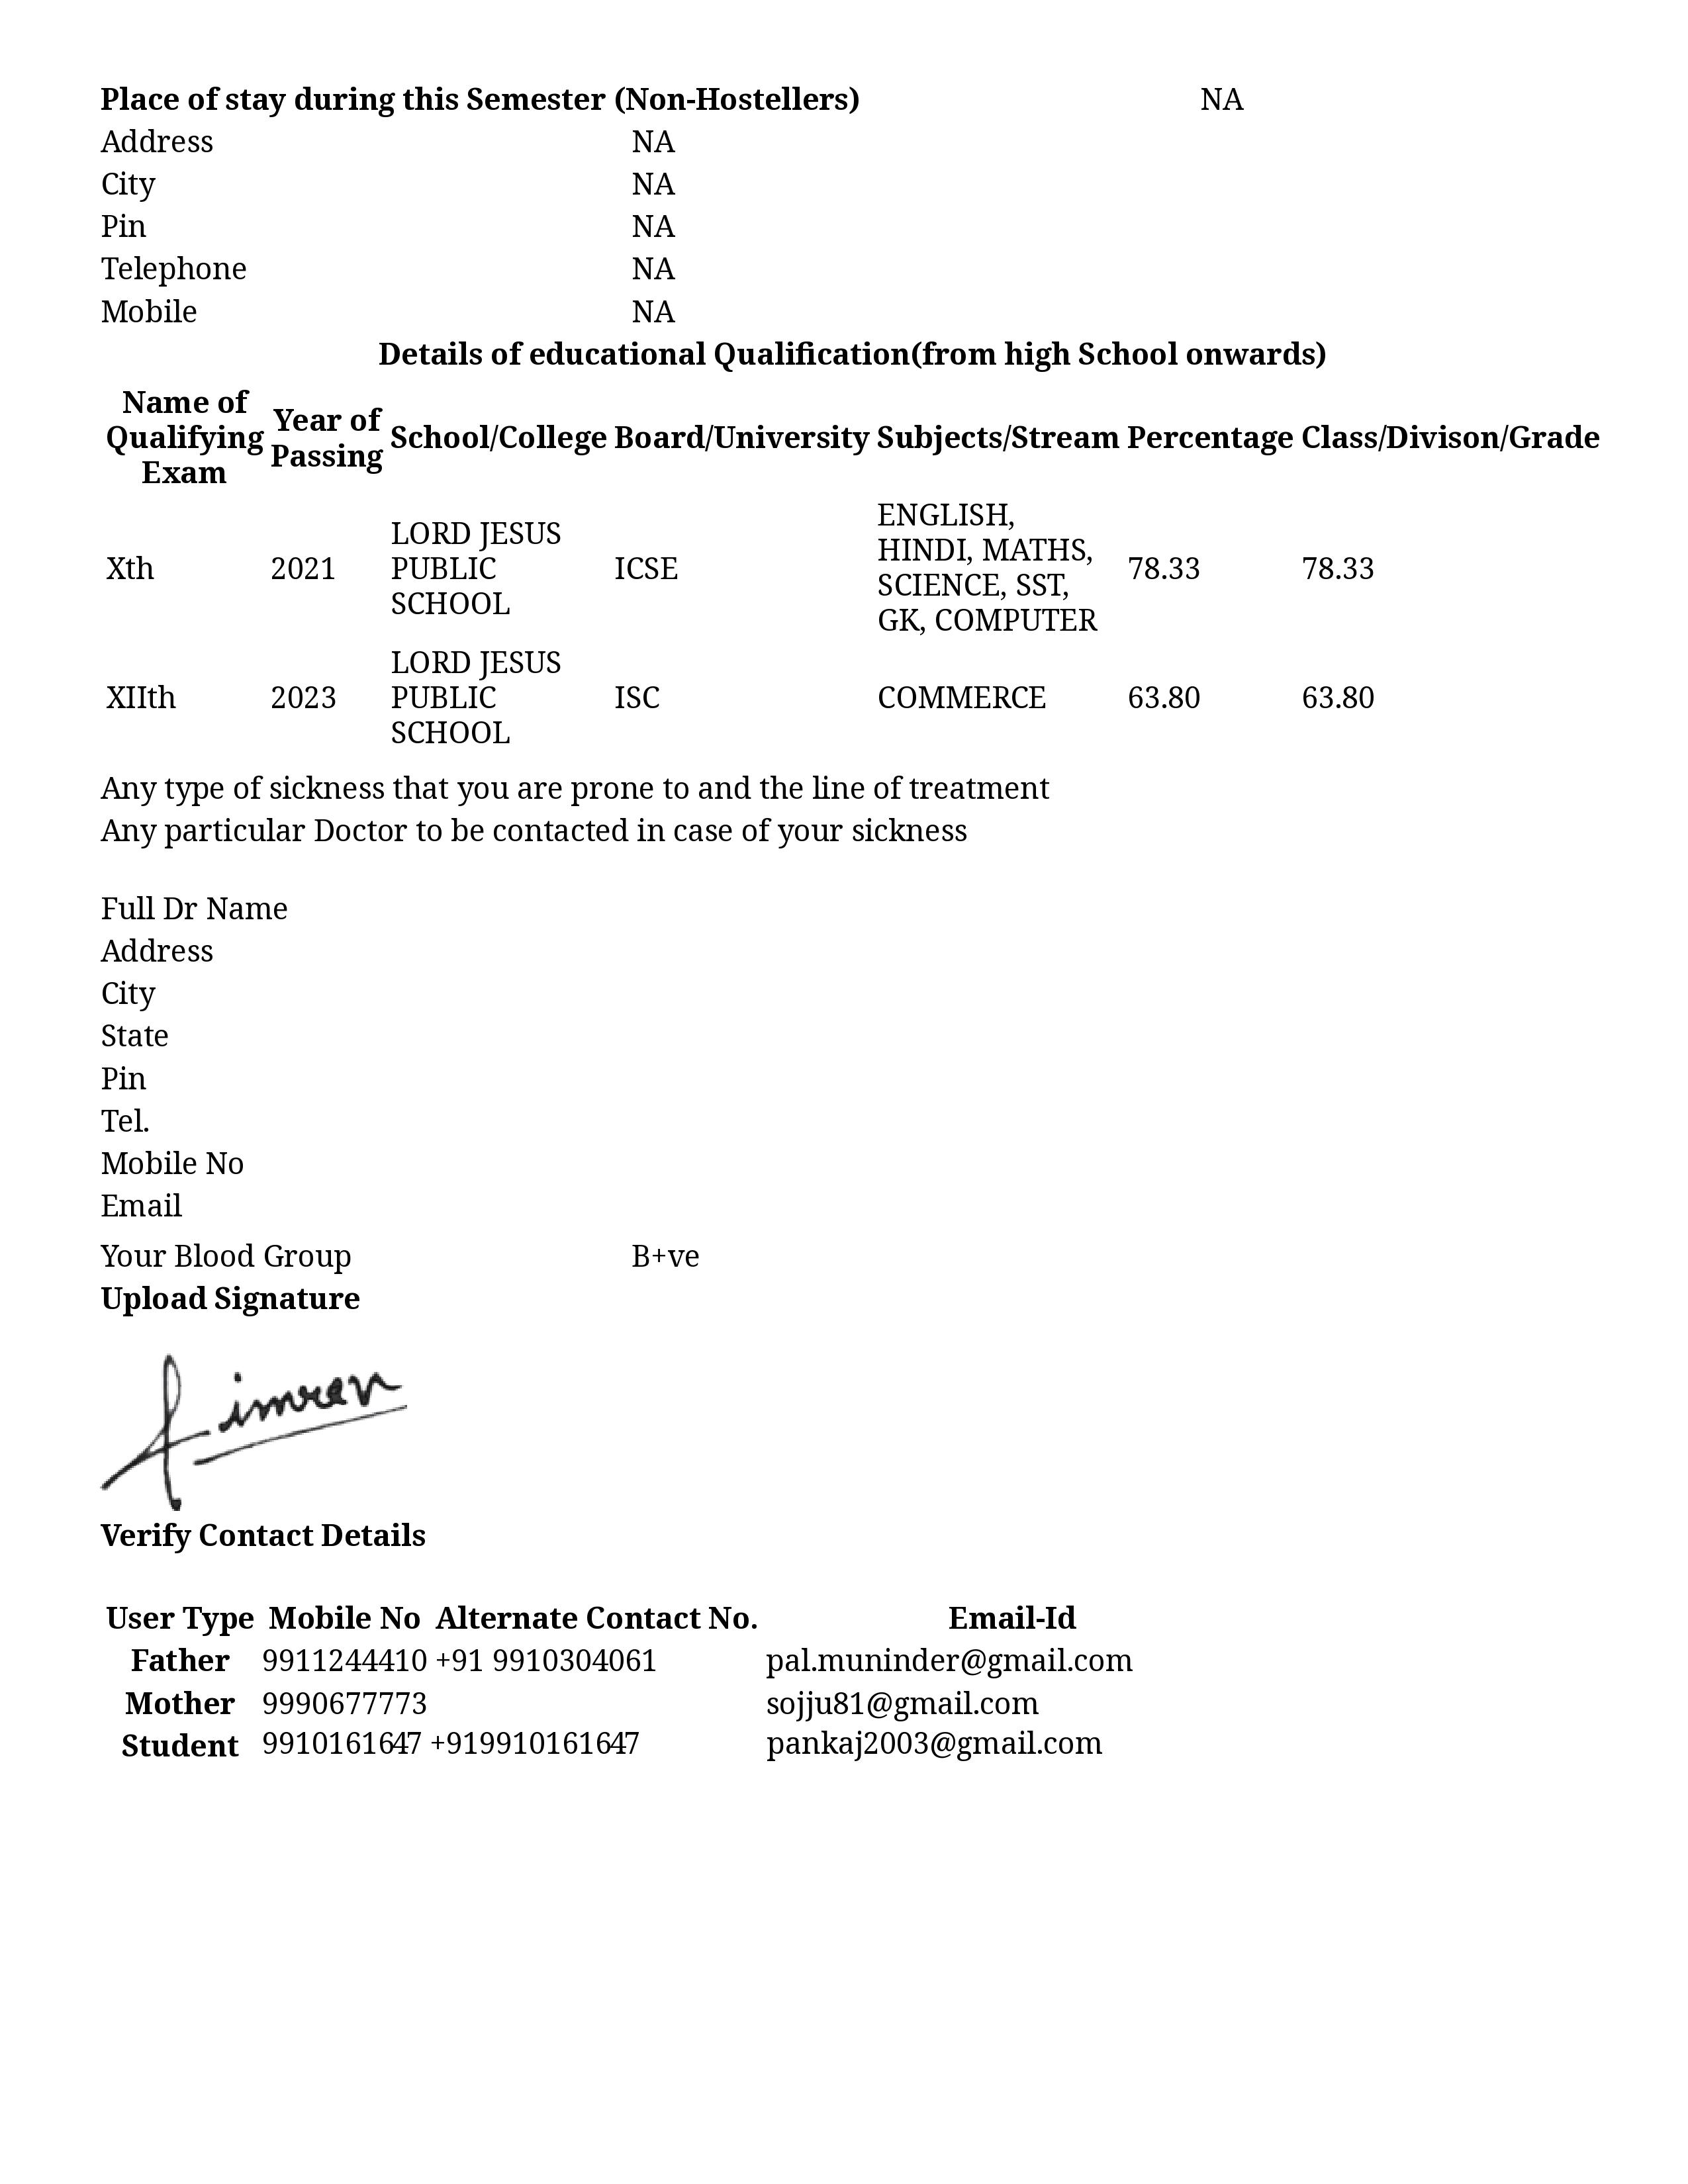 Place of stay during this Semester (Non-Hostellers) NA
Address NA
City NA
Pin NA
Telephone NA
Mobile NA
Details of educational Qualification(from high School onwards)
Name of Qualifying Exam Year of Passing School/College Board/University Subjects/Stream Percentage Class/Divison/Grade
Xth 2021 LORD JESUS PUBLIC SCHOOL ICSE ENGLISH, HINDI, MATHS, SCIENCE, SST, GK, COMPUTER 78.33 78.33
XIIth 2023 LORD JESUS PUBLIC SCHOOL ISC COMMERCE 63.80 63.80
Any type of sickness that you are prone to and the line of treatment
Any particular Doctor to be contacted in case of your sickness
Full Dr Name
Address
City
State
Pin
Tel.
Mobile No
Email
Your Blood Group B+ve
Upload Signature
Simren
Verify Contact Details
User Type Mobile No Alternate Contact No. Email-Id
Father 9911244410 +91 9910304061 pal.muninder@gmail.com
Mother 9990677773 sojju81@gmail.com
Student 9910161647 +919910161647 pankaj2003@gmail.com